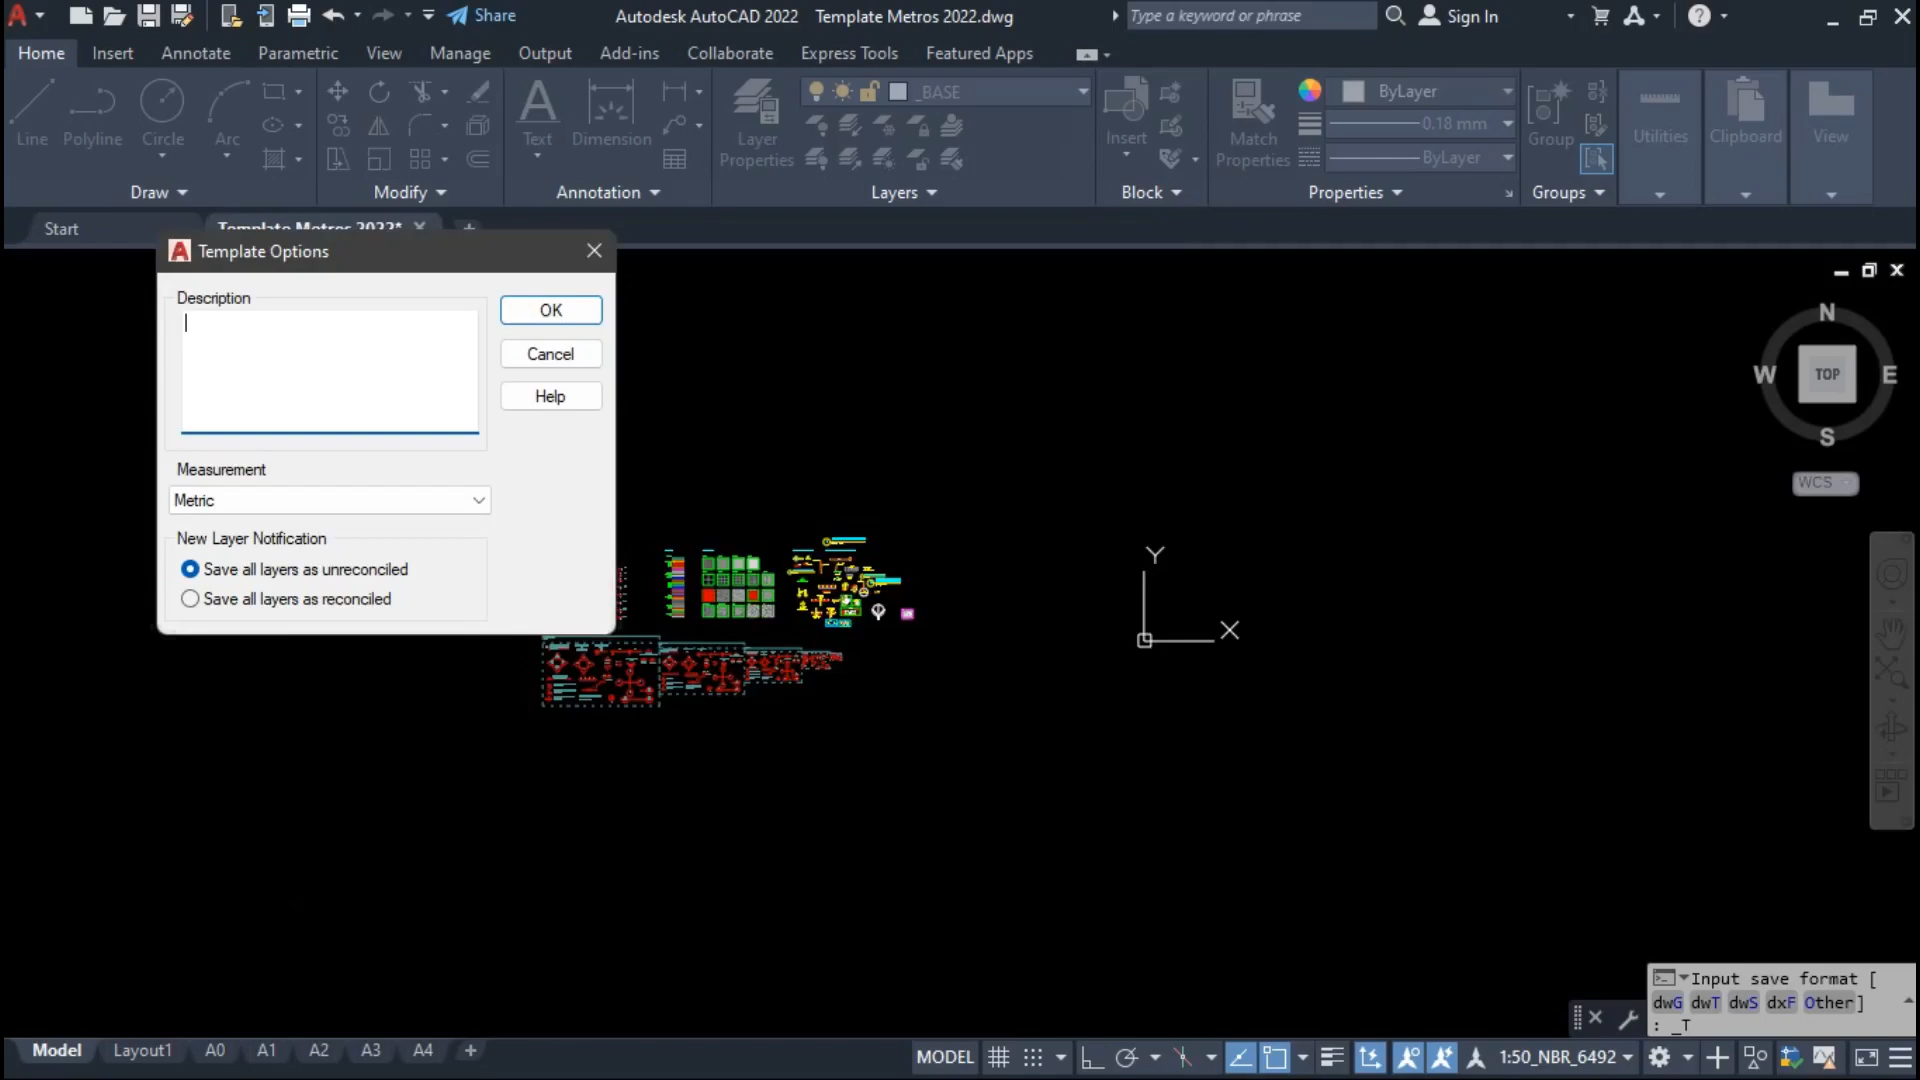 Share
Autodesk AutoCAD 2022 Template Metros 2022.dwg
Type a keyword or phrase
Sign In
Home Insert Annotate Parametric View Manage Output Add-ins Collaborate Express Tools Featured Apps
_BASE
ByLayer
0.18 mm
ByLayer
Line Polyline Circle Arc
Text Dimension
Layer
Properties
Insert
Match
Properties
Group
Utilities
Clipboard
View
Draw Modify Annotation Layers Block Properties Groups
Start
Template Metros 2022*
Template Options
Description
OK
Cancel
Help
Measurement
Metric
New Layer Notification
Save all layers as unreconciled
Save all layers as reconciled
N
W TOP E
S
WCS
Y
X
Input save format [
dwG dwT dwS dxF Other]
: _T
Model Layout1 A0 A1 A2 A3 A4
MODEL
1:50_NBR_6492